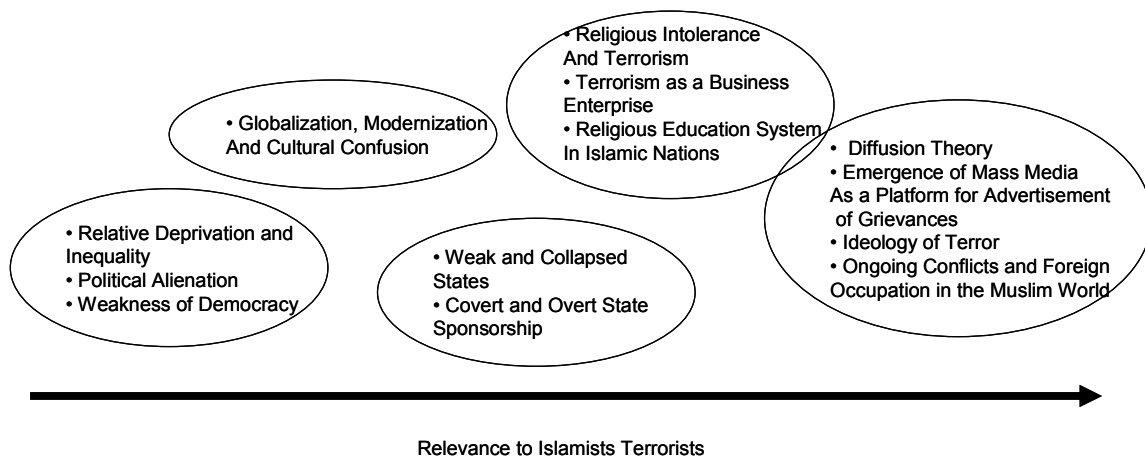 • Religious Intolerance
And Terrorism
• Terrorism as a Business
Enterprise
• Religious Education System
In Islamic Nations
• Globalization, Modernization
And Cultural Confusion
• Diffusion Theory
• Emergence of Mass Media
As a Platform for Advertisement
of Grievances
• Ideology of Terror
• Ongoing Conflicts and Foreign
Occupation in the Muslim World
• Relative Deprivation and
Inequality
• Political Alienation
• Weakness of Democracy
• Weak and Collapsed
States
• Covert and Overt State
Sponsorship
Relevance to Islamists Terrorists